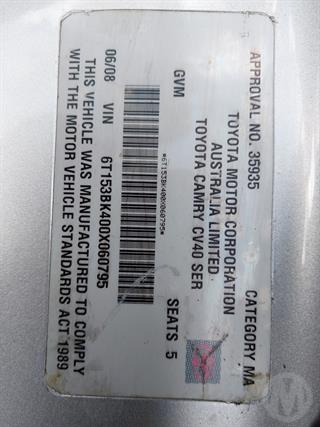 APPROVAL NO. 35935 CATEGORY MA
TOYOTA MOTOR CORPORATION
AUSTRALIA LIMITED
TOYOTA CAMRY CV40 SER
GVM SEATS 5
*6T153BK400X060795*
06/08 VIN 6T153BK400X060795
THIS VEHICLE WAS MANUFACTURED TO COMPLY
WITH THE MOTOR VEHICLE STANDARDS ACT 1989